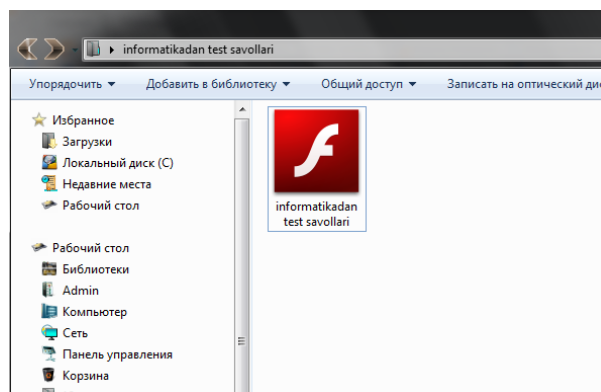 informatikadan test savollari
Упорядочить
Добавить в библиотеку
Общий доступ
Записать на оптический дис
Избранное
Загрузки
Локальный диск (C)
Недавние места
Рабочий стол
informatikadan
test savollari
Рабочий стол
Библиотеки
Admin
Компьютер
Сеть
Панель управления
Корзина